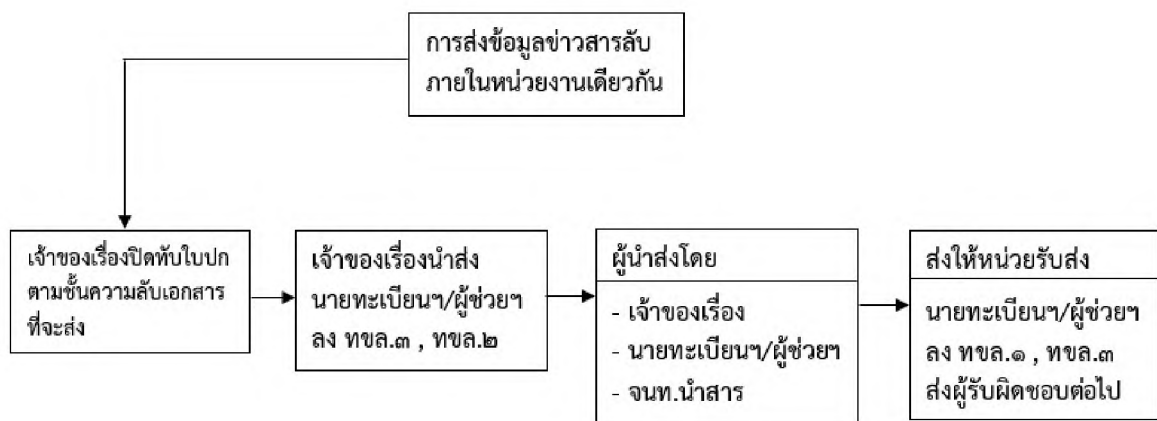 การส่งข้อมูลข่าวสารลับ
ภายในหน่วยงานเดียวกัน
เจ้าของเรื่องปิดทับใบปก
ตามชั้นความลับเอกสาร
ที่จะส่ง
เจ้าของเรื่องนำส่ง
นายทะเบียนฯ/ผู้ช่วยฯ
ลง ทขล.๓ , ทขล.๒
ผู้นำส่งโดย
- เจ้าของเรื่อง
- นายทะเบียนฯ/ผู้ช่วยฯ
- จนท.นำสาร
ส่งให้หน่วยรับส่ง
นายทะเบียนฯ/ผู้ช่วยฯ
ลง ทขล.๑ , ทขล.๓
ส่งผู้รับผิดชอบต่อไป